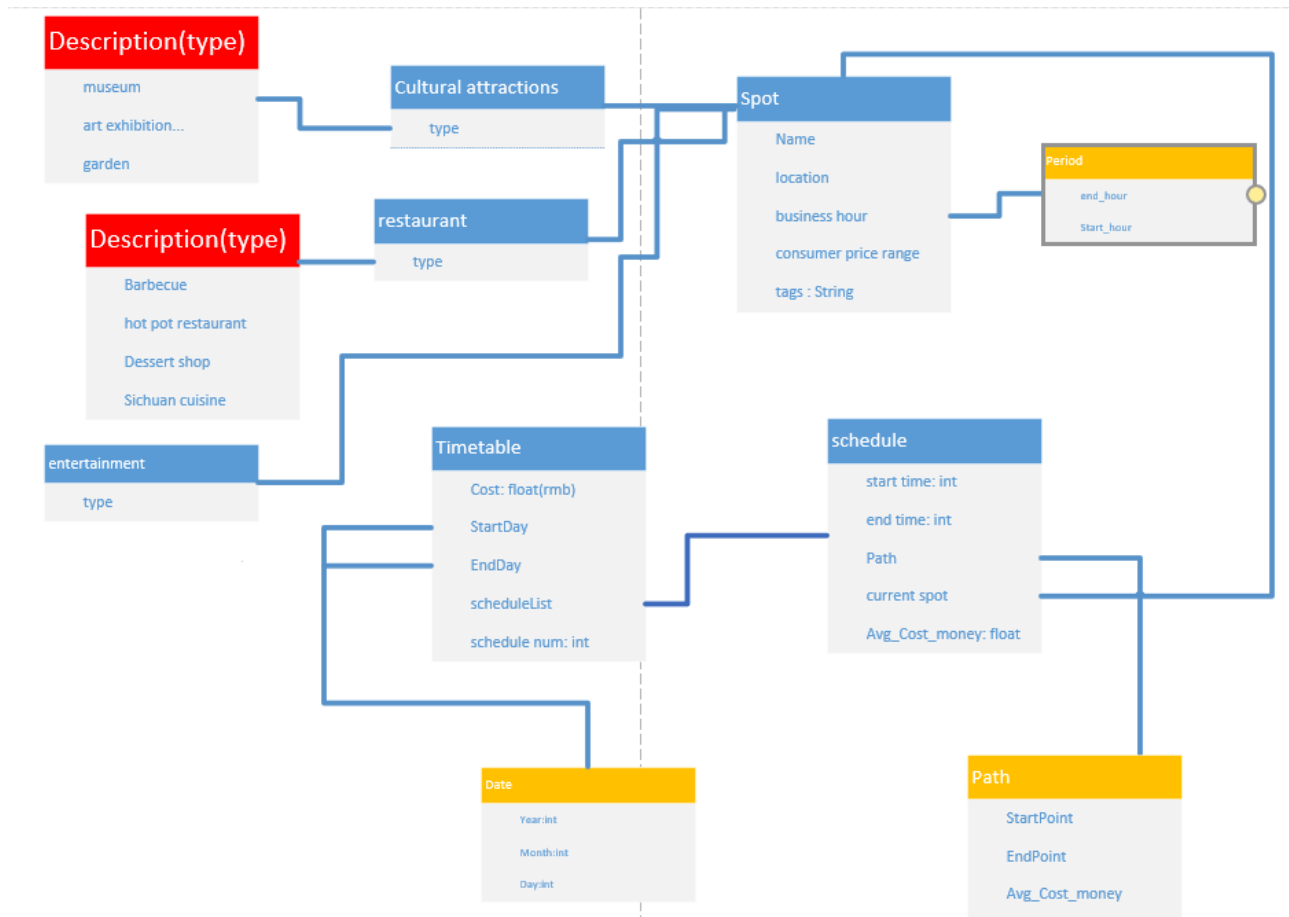 Description(type)
museum
art exhibition...
garden
Cultural attractions
type
Spot
Name
location
business hour
consumer price range
tags : String
Period
end_hour
Start_hour
Description(type)
Barbecue
hot pot restaurant
Dessert shop
Sichuan cuisine
restaurant
type
entertainment
type
Timetable
Cost: float(rmb)
StartDay
EndDay
scheduleList
schedule num: int
schedule
start time: int
end time: int
Path
current spot
Avg_Cost_money: float
Date
Year:int
Month:int
Day:int
Path
StartPoint
EndPoint
Avg_Cost_money